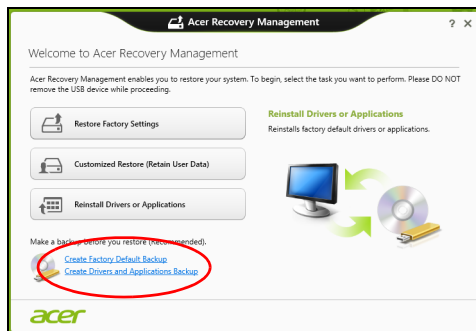 Acer Recovery Management
? ×
Welcome to Acer Recovery Management
Acer Recovery Management enables you to restore your system. To begin, select the task you want to perform. Please DO NOT
remove the USB device while proceeding.
Restore Factory Settings
Customized Restore (Retain User Data)
Reinstall Drivers or Applications
Reinstall Drivers or Applications
Reinstalls factory default drivers or applications.
Make a backup before you restore (Recommended).
Create Factory Default Backup
Create Drivers and Applications Backup
acer